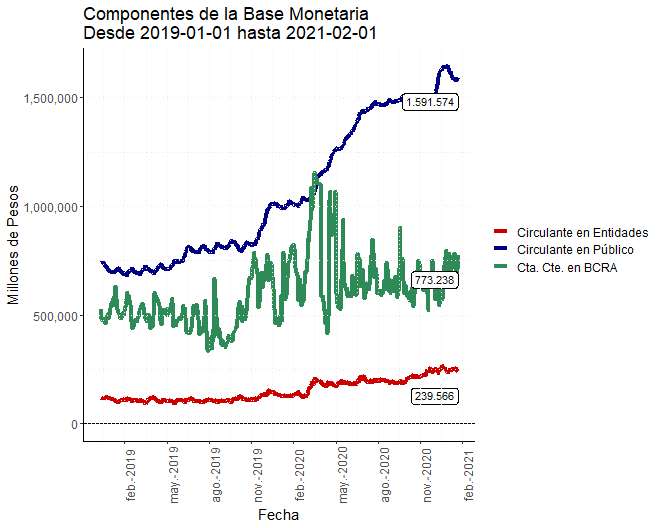 Componentes de la Base Monetaria
Desde 2019-01-01 hasta 2021-02-01
Millones de Pesos
1,500,000
1,000,000
500,000
0
1.591.574
773.238
239.566
Circulante en Entidades
Circulante en Público
Cta. Cte. en BCRA
feb.-2019
may.-2019
ago.-2019
nov.-2019
feb.-2020
may.-2020
ago.-2020
nov.-2020
feb.-2021
Fecha